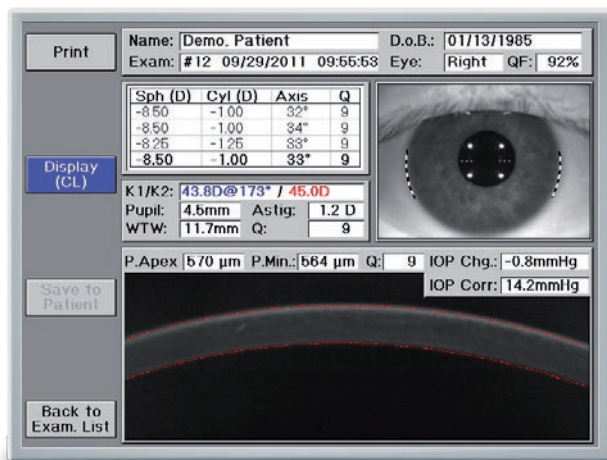 Print
Name: Demo, Patient D.o.B.: 01/13/1985
Exam: #12 09/29/2011 09:55:53 Eye: Right QF: 92%
Sph (D) Cyl (D) Axis Q
-8.50 -1.00 32° 9
-8.50 -1.00 34° 9
-8.25 -1.25 33° 9
-8.50 -1.00 33° 9
Display
(CL)
K1/K2: 43.8D@173° / 45.0D
Pupil: 4.5mm Astig: 1.2 D
WTW: 11.7mm Q: 9
P.Apex 570 µm P.Min.: 564 µm Q: 9 IOP Chg.: -0.8mmHg
IOP Corr: 14.2mmHg
Save to
Patient
Back to
Exam. List